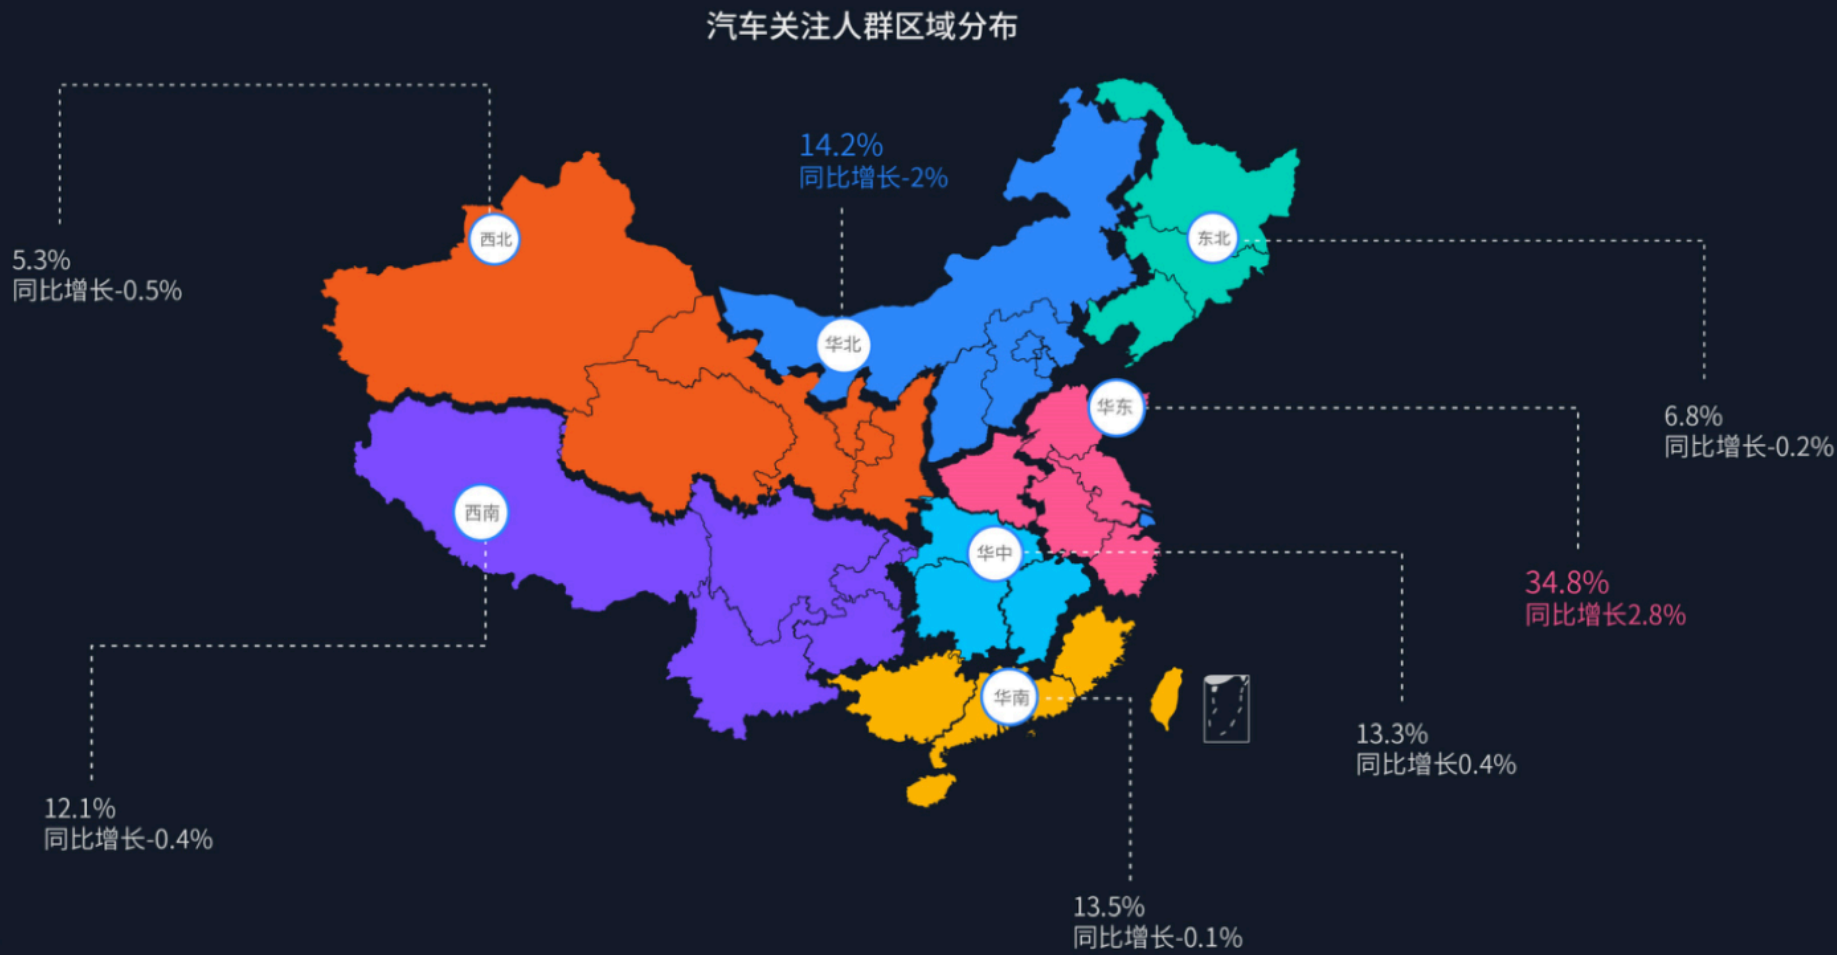 汽车关注人群区域分布
14.2%
同比增长-2%
西北
东北
5.3%
同比增长-0.5%
华北
华东
6.8%
同比增长-0.2%
西南
华中
34.8%
同比增长2.8%
华南
13.3%
同比增长0.4%
12.1%
同比增长-0.4%
13.5%
同比增长-0.1%